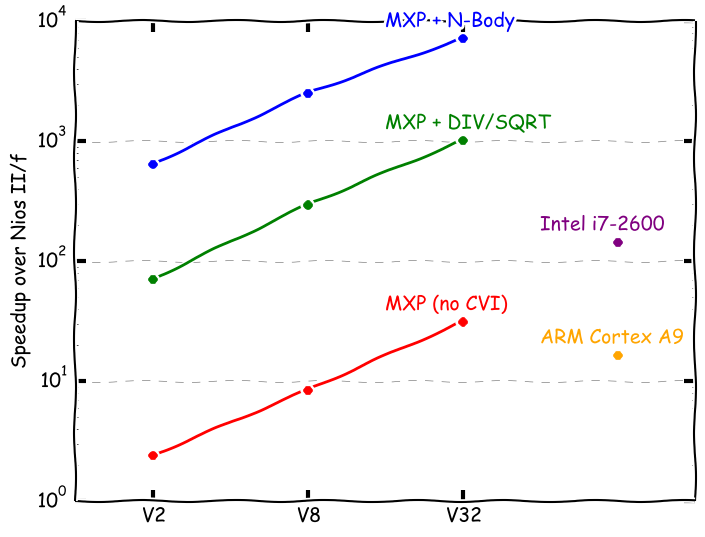 10^4
MXP + N-Body
10^3
MXP + DIV/SQRT
Intel i7-2600
10^2
MXP (no CVI)
ARM Cortex A9
10^1
10^0
V2 V8 V32
Speedup over Nios II/f